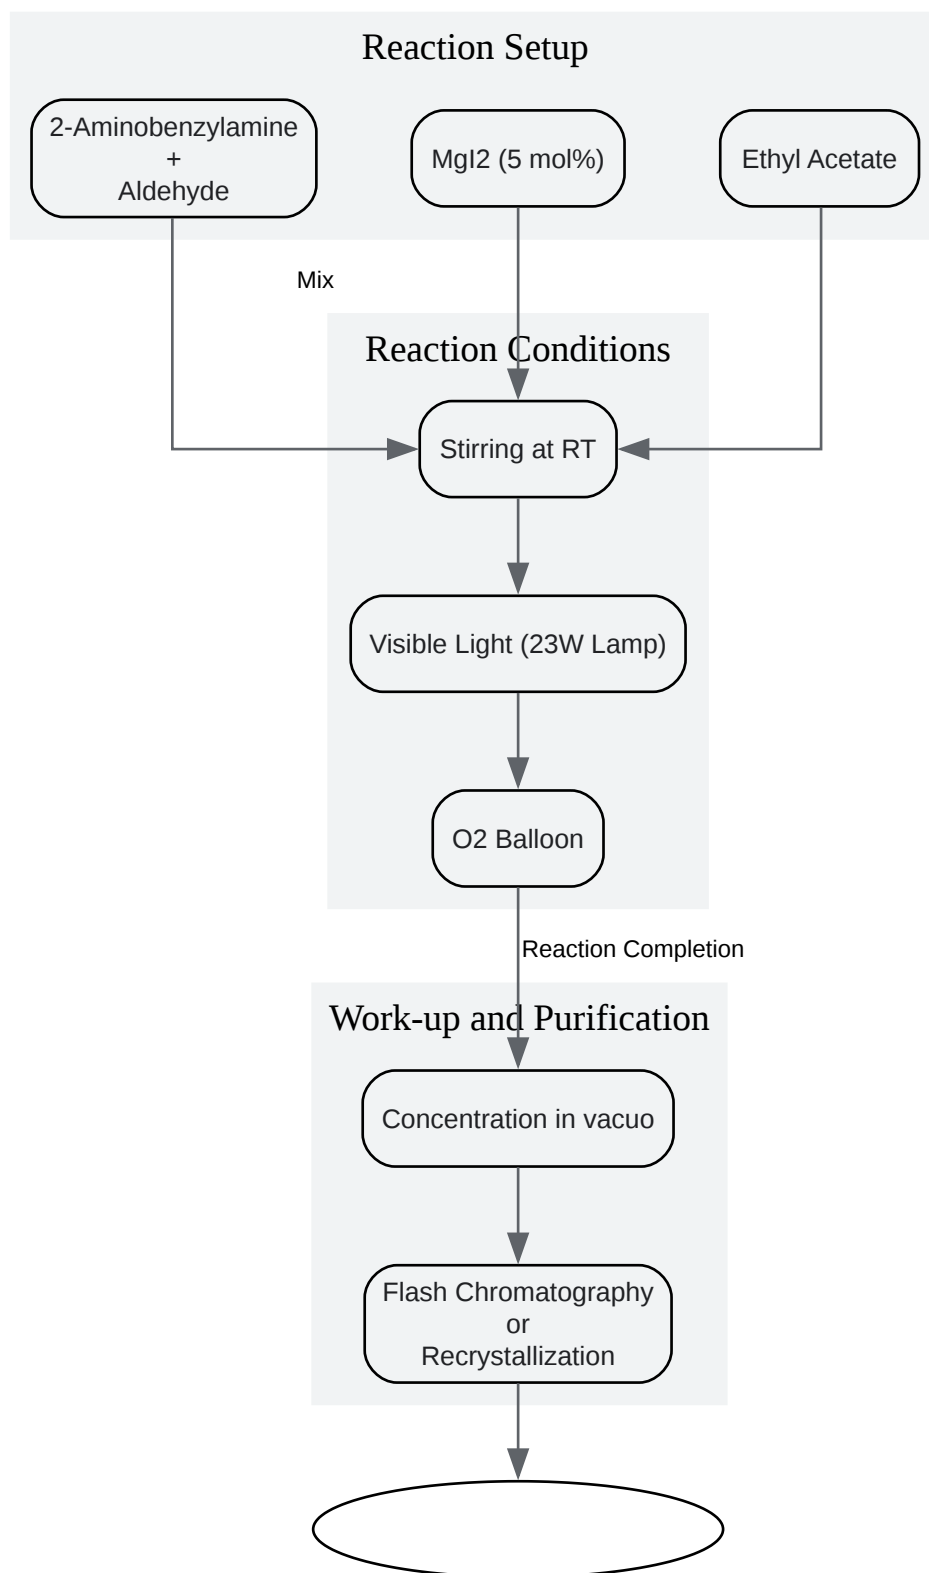 Reaction Setup
2-Aminobenzylamine
+
Aldehyde
MgI2 (5 mol%)
Ethyl Acetate
Mix
Reaction Conditions
Stirring at RT
Visible Light (23W Lamp)
O2 Balloon
Reaction Completion
Work-up and Purification
Concentration in vacuo
Flash Chromatography
or
Recrystallization